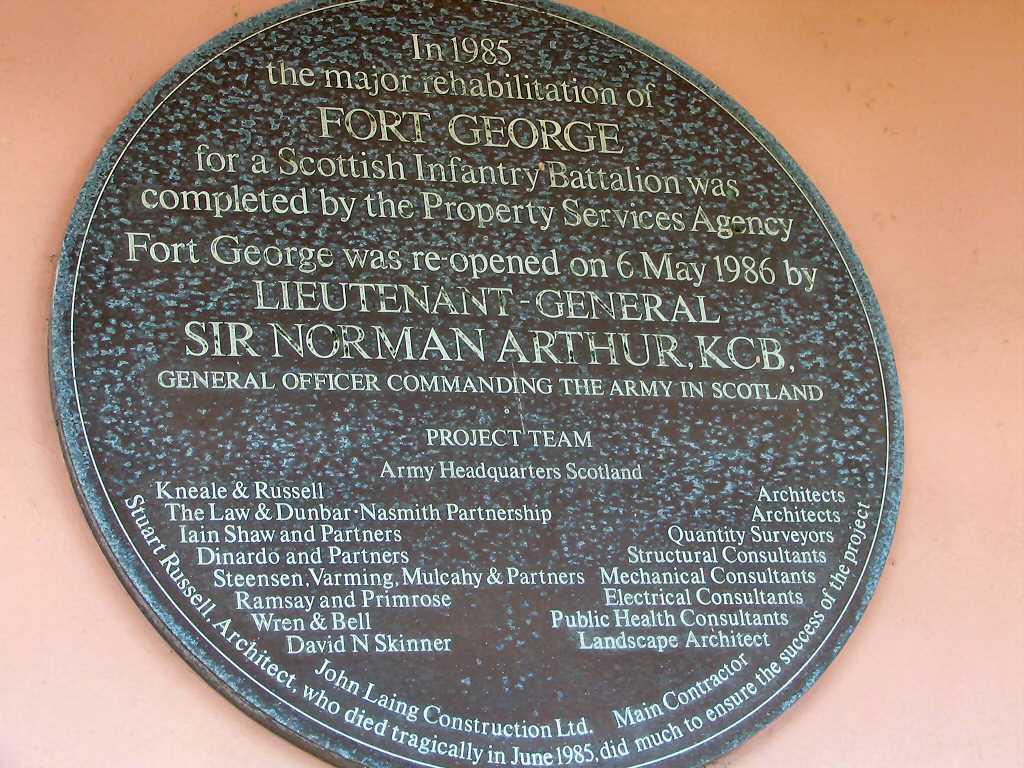 In 1985
the major rehabilitation of
FORT GEORGE
for a Scottish Infantry Battalion was
completed by the Property Services Agency
Fort George was re-opened on 6 May 1986 by
LIEUTENANT-GENERAL
SIR NORMAN ARTHUR, KCB,
GENERAL OFFICER COMMANDING THE ARMY IN SCOTLAND
PROJECT TEAM
Army Headquarters Scotland
Kneale & Russell Architects
The Law & Dunbar-Nasmith Partnership Architects
Iain Shaw and Partners Quantity Surveyors
Dinardo and Partners Structural Consultants
Steensen, Varming, Mulcahy & Partners Mechanical Consultants
Ramsay and Primrose Electrical Consultants
Wren & Bell Public Health Consultants
David N Skinner Landscape Architect
John Laing Construction Ltd. Main Contractor
Stuart Russell, Architect, who died tragically in June 1985, did much to ensure the success of the project